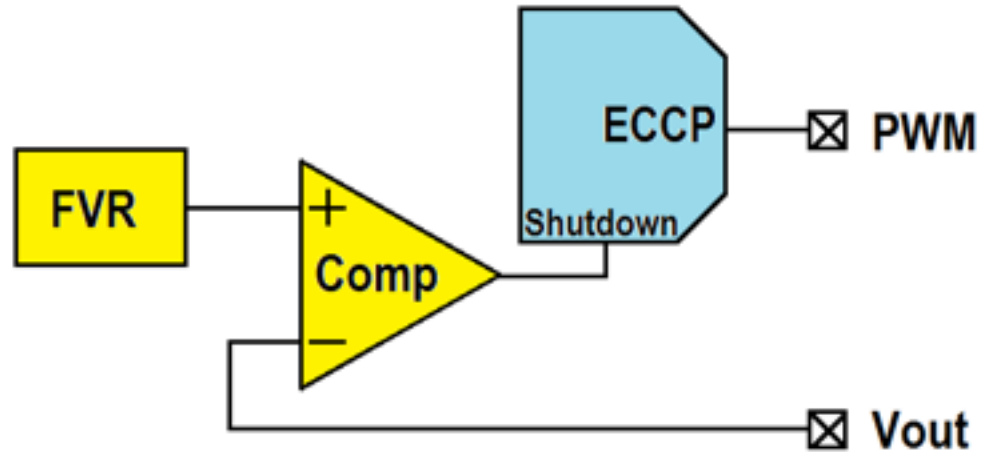 ECCP
PWM
FVR
+
Shutdown
Comp
−
Vout